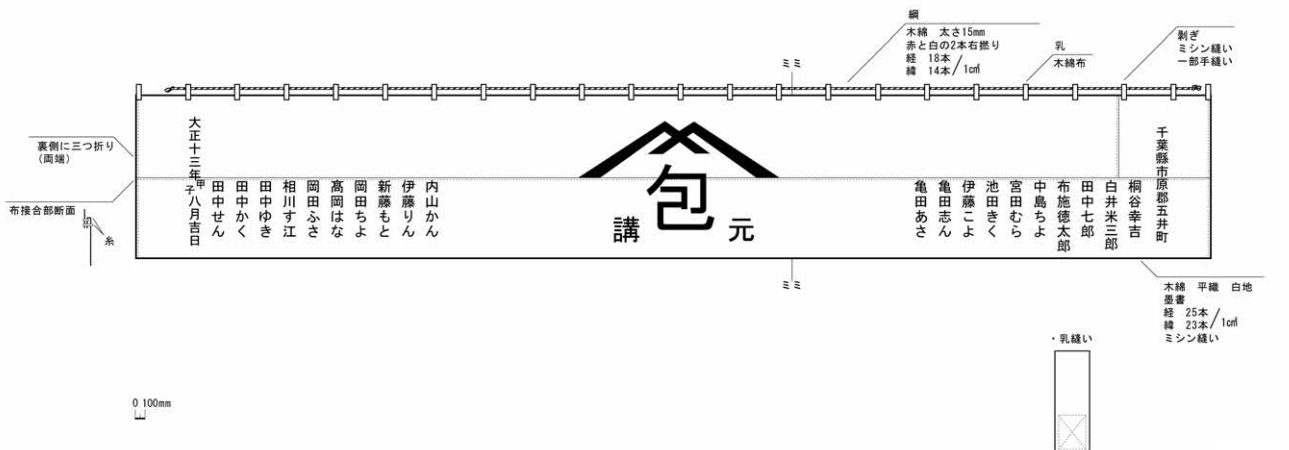 綱
木綿　太さ15mm
赤と白の2本右撚り
経　18本
緯　14本/1c㎡
乳
木綿布
剝ぎ
ミシン縫い
一部手縫い
ミミ
裏側に三つ折り
(両端)
布接合部断面
糸
千葉縣市原郡五井町
桐谷幸吉
白井米三郎
田中七郎
布施徳太郎
中島ちよ
宮田むら
池田きく
伊藤こよ
亀田志ん
亀田あさ
包
講　元
内山かん
伊藤りん
新藤もと
岡田ちよ
髙岡はな
岡田ふさ
相川す江
田中ゆき
田中かく
田中せん
大正十三年甲子八月吉日
ミミ
木綿　平織　白地
墨書
経　25本
緯　23本/1c㎡
ミシン縫い
・乳縫い
0 100mm